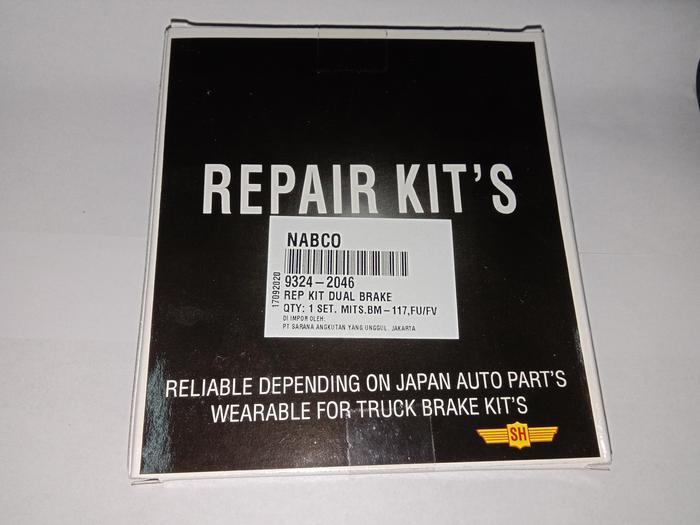 REPAIR KIT'S
NABCO
17092020
9324-2046
REP KIT DUAL BRAKE
QTY: 1 SET. MITS.BM-117,FU/FV
DI IMPOR OLEH:
PT SARANA ANGKUTAN YANG UNGGUL. JAKARTA
RELIABLE DEPENDING ON JAPAN AUTO PART'S
WEARABLE FOR TRUCK BRAKE KIT'S
SH